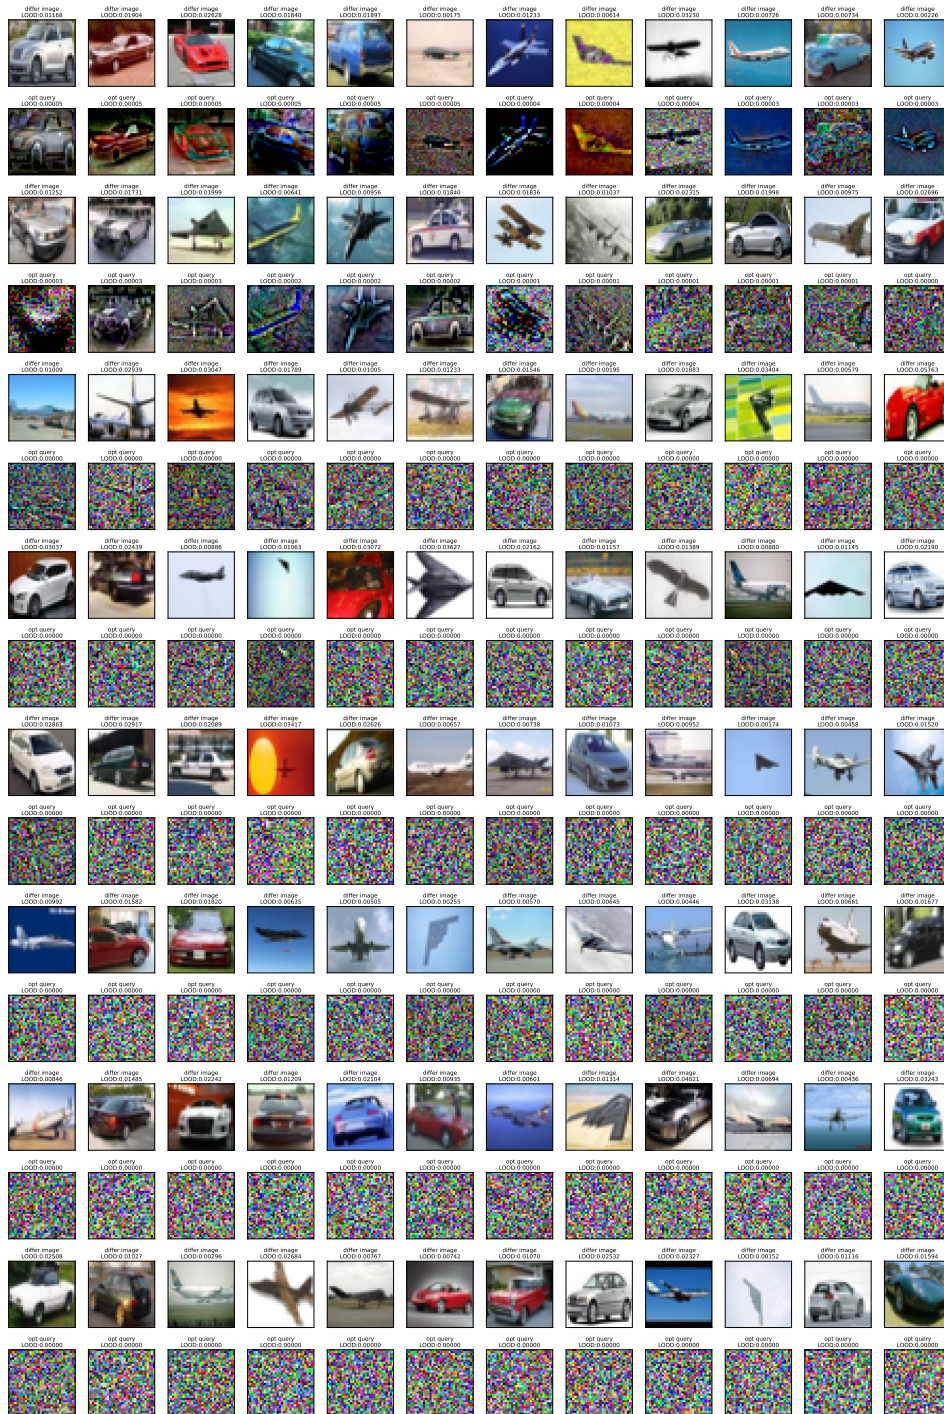 differ image differ image differ image differ image differ image differ image differ image differ image differ image differ image differ image differ image
LOOD:0.01168 LOOD:0.01904 LOOD:0.02628 LOOD:0.01840 LOOD:0.01897 LOOD:0.00175 LOOD:0.01233 LOOD:0.00614 LOOD:0.03230 LOOD:0.00726 LOOD:0.00734 LOOD:0.00226
opt query opt query opt query opt query opt query opt query opt query opt query opt query opt query opt query opt query
LOOD:0.00005 LOOD:0.00005 LOOD:0.00005 LOOD:0.00005 LOOD:0.00005 LOOD:0.00005 LOOD:0.00004 LOOD:0.00004 LOOD:0.00004 LOOD:0.00003 LOOD:0.00003 LOOD:0.00003
differ image differ image differ image differ image differ image differ image differ image differ image differ image differ image differ image differ image
LOOD:0.01252 LOOD:0.01731 LOOD:0.01999 LOOD:0.00641 LOOD:0.00956 LOOD:0.01840 LOOD:0.01836 LOOD:0.01037 LOOD:0.02315 LOOD:0.01998 LOOD:0.00975 LOOD:0.02696
opt query opt query opt query opt query opt query opt query opt query opt query opt query opt query opt query opt query
LOOD:0.00003 LOOD:0.00003 LOOD:0.00003 LOOD:0.00002 LOOD:0.00002 LOOD:0.00002 LOOD:0.00001 LOOD:0.00001 LOOD:0.00001 LOOD:0.00001 LOOD:0.00001 LOOD:0.00000
differ image differ image differ image differ image differ image differ image differ image differ image differ image differ image differ image differ image
LOOD:0.01009 LOOD:0.02939 LOOD:0.03047 LOOD:0.01789 LOOD:0.01005 LOOD:0.01233 LOOD:0.01546 LOOD:0.00195 LOOD:0.01883 LOOD:0.03404 LOOD:0.00579 LOOD:0.05763
opt query opt query opt query opt query opt query opt query opt query opt query opt query opt query opt query opt query
LOOD:0.00000 LOOD:0.00000 LOOD:0.00000 LOOD:0.00000 LOOD:0.00000 LOOD:0.00000 LOOD:0.00000 LOOD:0.00000 LOOD:0.00000 LOOD:0.00000 LOOD:0.00000 LOOD:0.00000
differ image differ image differ image differ image differ image differ image differ image differ image differ image differ image differ image differ image
LOOD:0.03037 LOOD:0.02439 LOOD:0.00886 LOOD:0.01063 LOOD:0.03072 LOOD:0.03627 LOOD:0.02162 LOOD:0.01157 LOOD:0.01389 LOOD:0.00880 LOOD:0.01145 LOOD:0.02190
opt query opt query opt query opt query opt query opt query opt query opt query opt query opt query opt query opt query
LOOD:0.00000 LOOD:0.00000 LOOD:0.00000 LOOD:0.00000 LOOD:0.00000 LOOD:0.00000 LOOD:0.00000 LOOD:0.00000 LOOD:0.00000 LOOD:0.00000 LOOD:0.00000 LOOD:0.00000
differ image differ image differ image differ image differ image differ image differ image differ image differ image differ image differ image differ image
LOOD:0.02863 LOOD:0.02917 LOOD:0.02089 LOOD:0.03417 LOOD:0.02626 LOOD:0.00657 LOOD:0.00738 LOOD:0.01073 LOOD:0.00952 LOOD:0.00174 LOOD:0.00458 LOOD:0.01520
opt query opt query opt query opt query opt query opt query opt query opt query opt query opt query opt query opt query
LOOD:0.00000 LOOD:0.00000 LOOD:0.00000 LOOD:0.00000 LOOD:0.00000 LOOD:0.00000 LOOD:0.00000 LOOD:0.00000 LOOD:0.00000 LOOD:0.00000 LOOD:0.00000 LOOD:0.00000
differ image differ image differ image differ image differ image differ image differ image differ image differ image differ image differ image differ image
LOOD:0.00992 LOOD:0.01582 LOOD:0.01820 LOOD:0.00635 LOOD:0.00505 LOOD:0.00255 LOOD:0.00570 LOOD:0.00645 LOOD:0.00446 LOOD:0.03138 LOOD:0.00661 LOOD:0.01677
opt query opt query opt query opt query opt query opt query opt query opt query opt query opt query opt query opt query
LOOD:0.00000 LOOD:0.00000 LOOD:0.00000 LOOD:0.00000 LOOD:0.00000 LOOD:0.00000 LOOD:0.00000 LOOD:0.00000 LOOD:0.00000 LOOD:0.00000 LOOD:0.00000 LOOD:0.00000
differ image differ image differ image differ image differ image differ image differ image differ image differ image differ image differ image differ image
LOOD:0.00846 LOOD:0.01485 LOOD:0.02242 LOOD:0.01209 LOOD:0.02104 LOOD:0.00935 LOOD:0.00601 LOOD:0.01314 LOOD:0.04021 LOOD:0.00694 LOOD:0.00436 LOOD:0.03243
opt query opt query opt query opt query opt query opt query opt query opt query opt query opt query opt query opt query
LOOD:0.00000 LOOD:0.00000 LOOD:0.00000 LOOD:0.00000 LOOD:0.00000 LOOD:0.00000 LOOD:0.00000 LOOD:0.00000 LOOD:0.00000 LOOD:0.00000 LOOD:0.00000 LOOD:0.00000
differ image differ image differ image differ image differ image differ image differ image differ image differ image differ image differ image differ image
LOOD:0.02508 LOOD:0.01027 LOOD:0.00296 LOOD:0.02684 LOOD:0.00767 LOOD:0.00742 LOOD:0.01070 LOOD:0.02532 LOOD:0.02327 LOOD:0.00152 LOOD:0.01116 LOOD:0.01594
opt query opt query opt query opt query opt query opt query opt query opt query opt query opt query opt query opt query
LOOD:0.00000 LOOD:0.00000 LOOD:0.00000 LOOD:0.00000 LOOD:0.00000 LOOD:0.00000 LOOD:0.00000 LOOD:0.00000 LOOD:0.00000 LOOD:0.00000 LOOD:0.00000 LOOD:0.00000